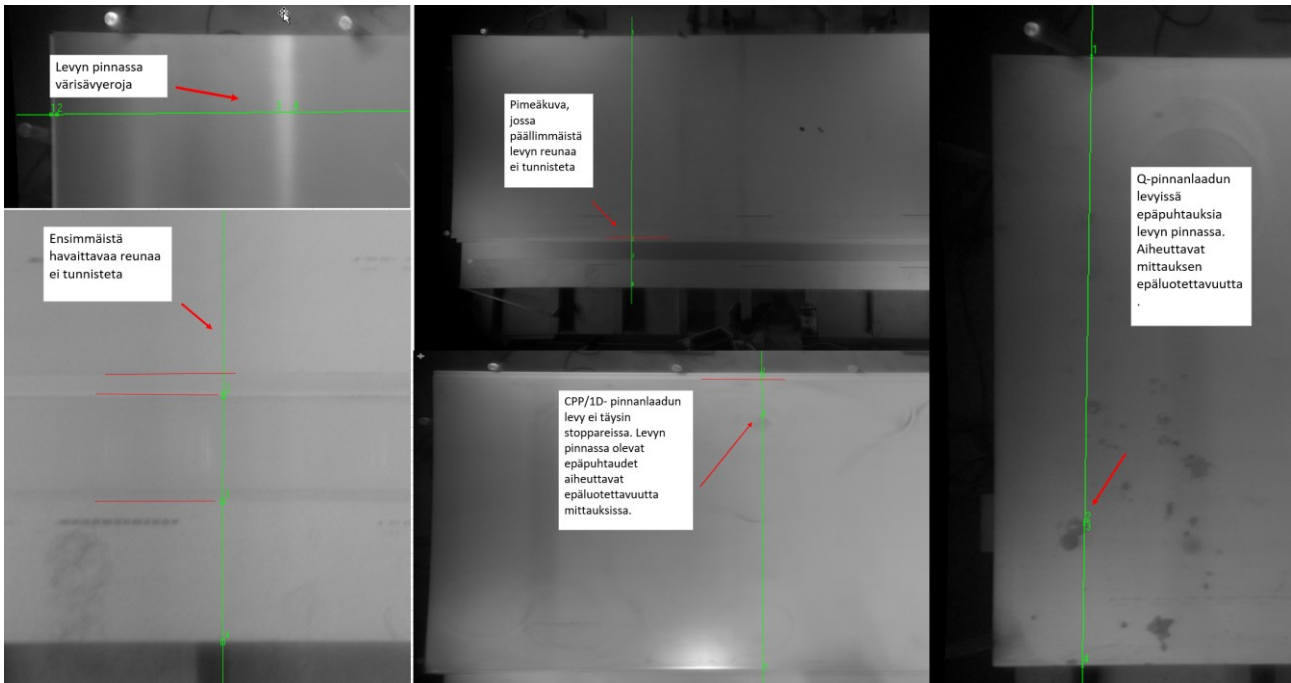 Levyn pinnassa
värisävyeroja
Ensimmäistä
havaittavaa reunaa
ei tunnisteta
Pimeäkuva,
jossa
päällimmäistä
levyn reunaa
ei tunnisteta
CPP/1D- pinnanlaadun
levy ei täysin
stoppareissa. Levyn
pinnassa olevat
epäpuhtaudet
aiheuttavat
epäluotettavuutta
mittauksissa.
Q-pinnanlaadun
levyissä
epäpuhtauksia
levyn pinnassa.
Aiheuttavat
mittauksen
epäluotettavuutta
.